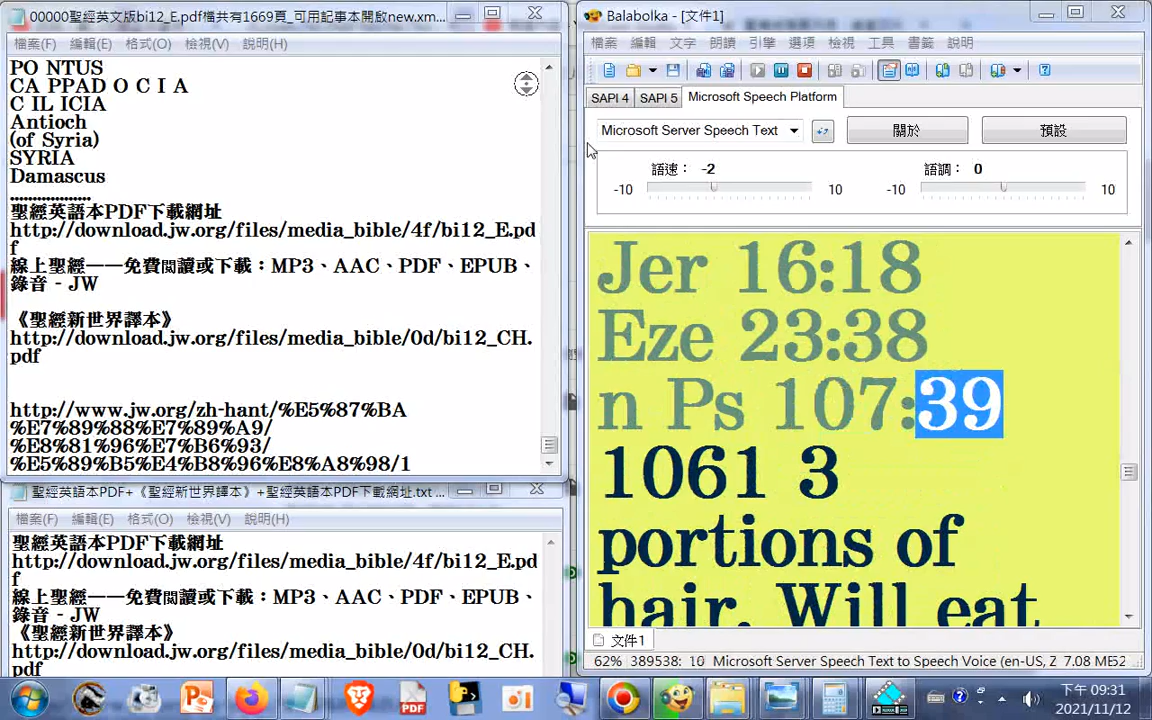 00000聖經英文版bi12_E.pdf檔共有1669頁_可用記事本開啟new.xm...
檔案(F) 編輯(E) 格式(O) 檢視(V) 說明(H)
PO NTUS
CA PPAD O C I A
C IL ICIA
Antioch
(of Syria)
SYRIA
Damascus
..................
聖經英語本PDF下載網址
http://download.jw.org/files/media_bible/4f/bi12_E.pd
f
線上聖經——免費閱讀或下載：MP3、AAC、PDF、EPUB、
錄音 - JW
《聖經新世界譯本》
http://download.jw.org/files/media_bible/0d/bi12_CH.
pdf
http://www.jw.org/zh-hant/%E5%87%BA
%E7%89%88%E7%89%A9/
%E8%81%96%E7%B6%93/
%E5%89%B5%E4%B8%96%E8%A8%98/1
聖經英語本PDF+《聖經新世界譯本》+聖經英語本PDF下載網址.txt ...
檔案(F) 編輯(E) 格式(O) 檢視(V) 說明(H)
聖經英語本PDF下載網址
http://download.jw.org/files/media_bible/4f/bi12_E.pd
f
線上聖經——免費閱讀或下載：MP3、AAC、PDF、EPUB、
錄音 - JW
《聖經新世界譯本》
http://download.jw.org/files/media_bible/0d/bi12_CH.
pdf
Balabolka - [文件1]
檔案 編輯 文字 朗讀 引擎 選項 檢視 工具 書籤 說明
SAPI 4 SAPI 5 Microsoft Speech Platform
Microsoft Server Speech Text 關於 預設
語速： -2 語調： 0
-10 10 -10 10
Jer 16:18
Eze 23:38
n Ps 107:39
1061 3
portions of
hair. Will eat
文件1
62% 389538: 10 Microsoft Server Speech Text to Speech Voice (en-US, Z 7.08 ME52
PDF
下午 09:31
2021/11/12